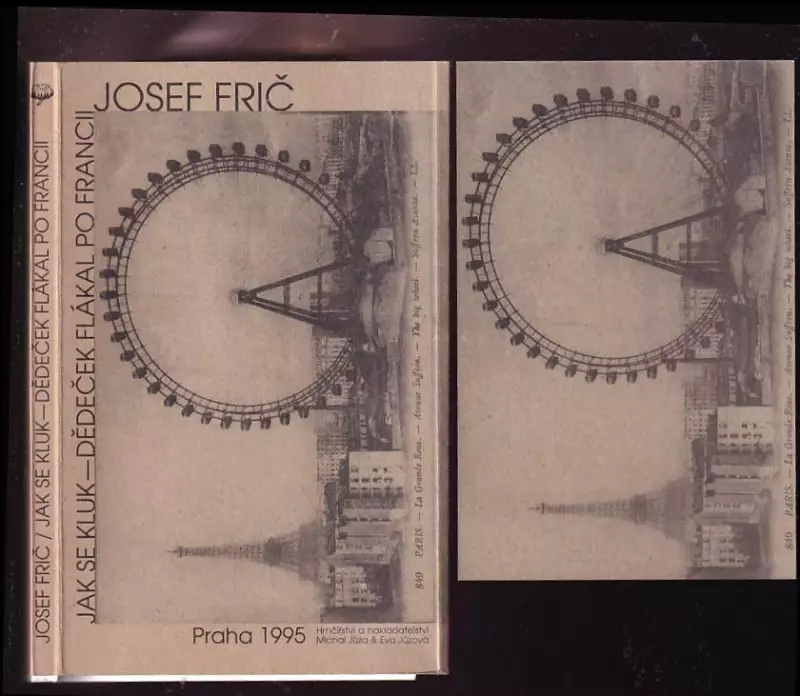 JOSEF FRIČ / JAK SE KLUK—DĚDEČEK FLÁKAL PO FRANCII
JOSEF FRIČ
JAK SE KLUK—DĚDEČEK FLÁKAL PO FRANCII
849 PARIS. — La Grande Roue. — Avenue Suffren. — The big wheel. — Suffren Avenue. — LL.
Praha 1995
Hrnčířství a nakladatelství
Michal Jůza & Eva Jůzová
849 PARIS. — La Grande Roue. — Avenue Suffren. — The big wheel. — Suffren Avenue. — LL.